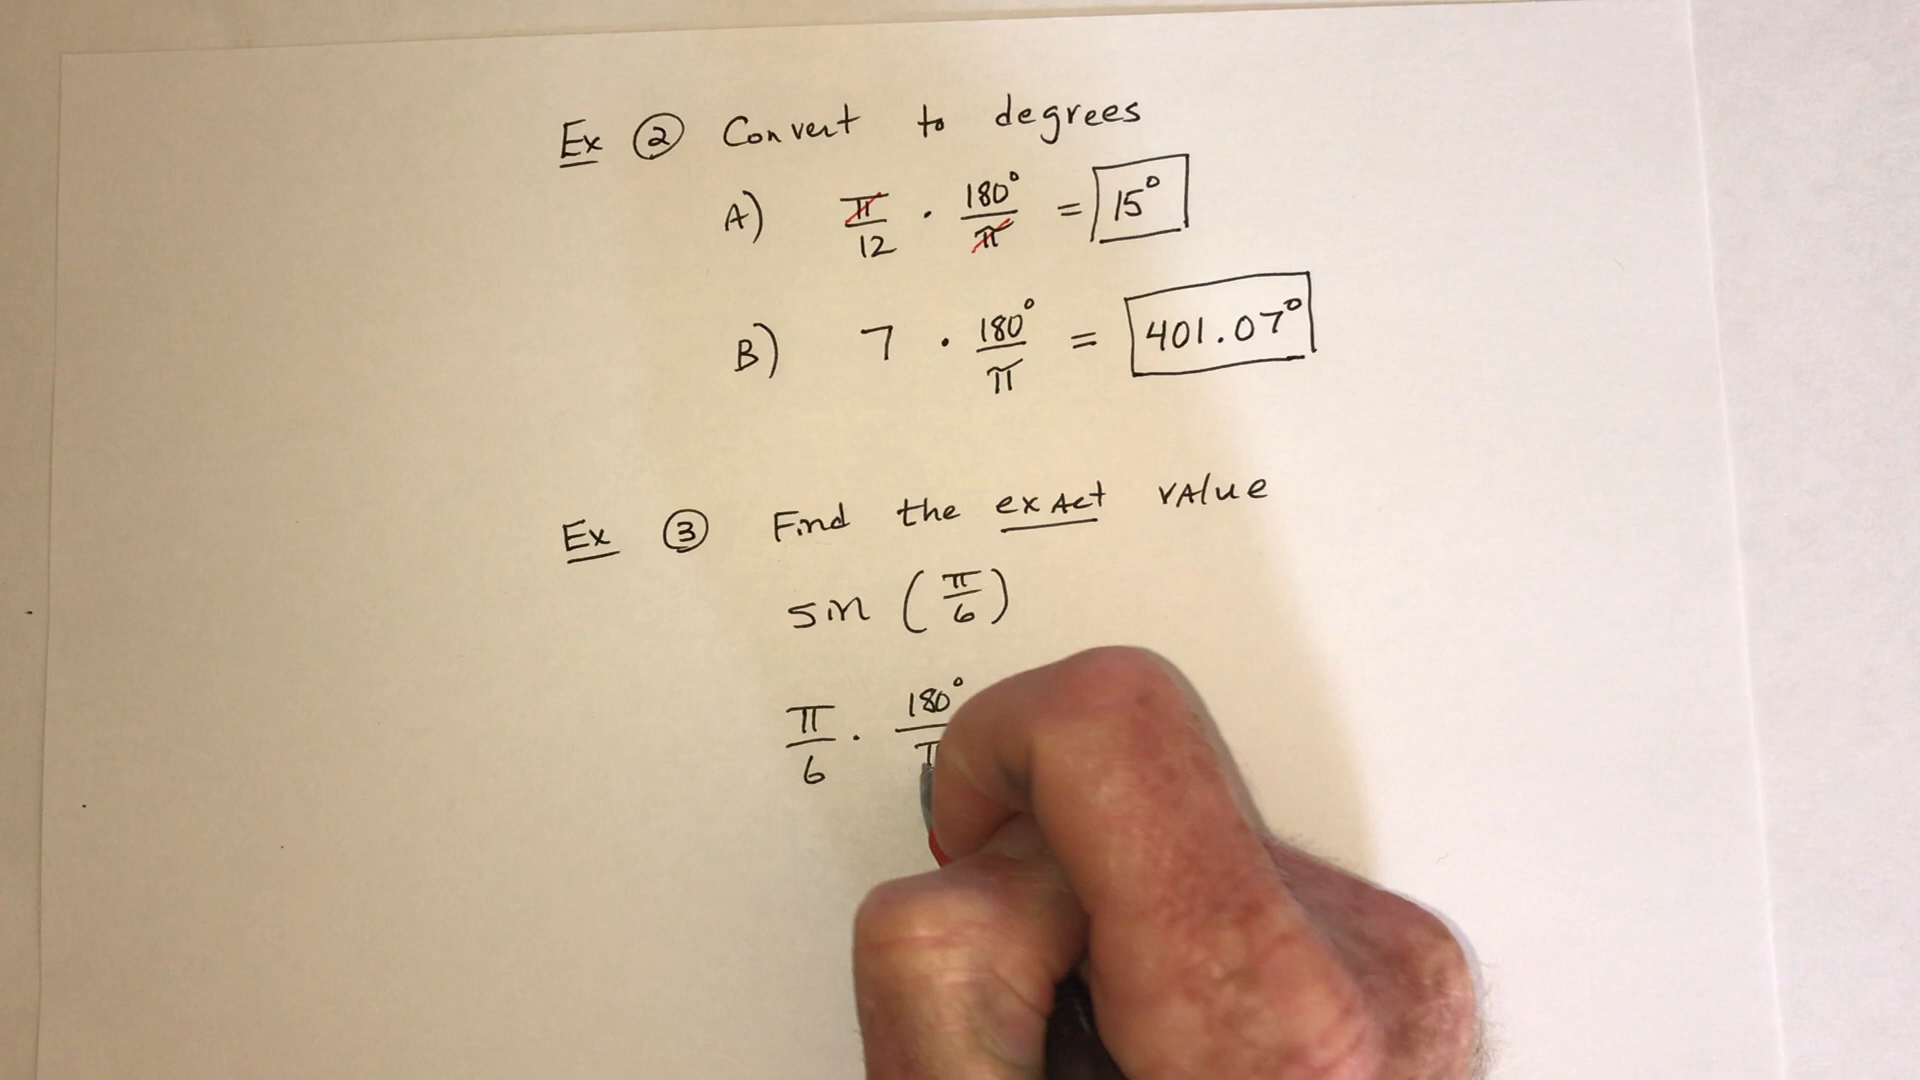 Ex ② Convert to degrees
A) π/12 · 180°/π = 15°
B) 7 · 180°/π = 401.07°
Ex ③ Find the exact value
sin (π/6)
π/6 · 180°/π